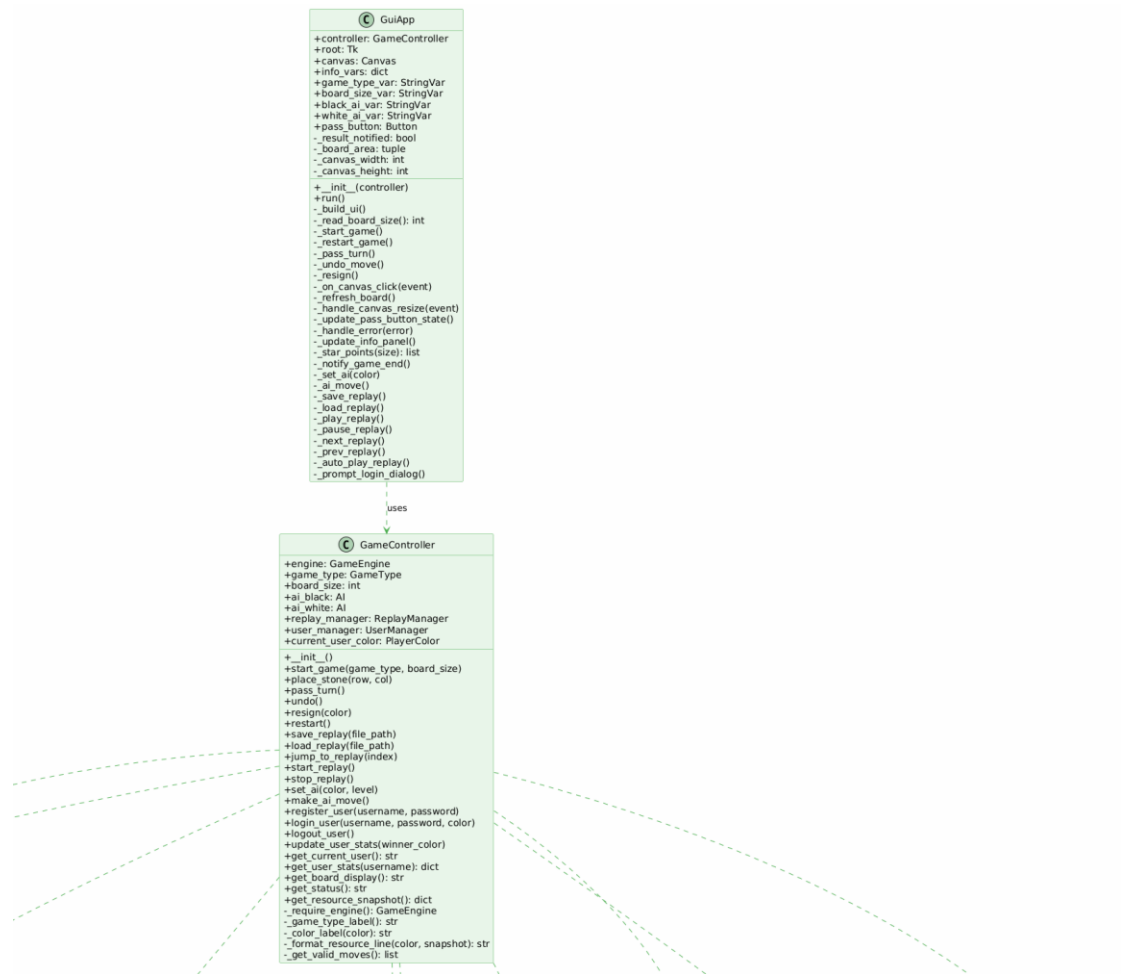 C GuiApp
+controller: GameController
+root: Tk
+canvas: Canvas
+info_vars: dict
+game_type_var: StringVar
+board_size_var: StringVar
+black_ai_var: StringVar
+white_ai_var: StringVar
+pass_button: Button
-_result_notified: bool
-_board_area: tuple
-_canvas_width: int
-_canvas_height: int
+__init__(controller)
+run()
-_build_ui()
-_read_board_size(): int
-_start_game()
-_restart_game()
-_pass_turn()
-_undo_move()
-_resign()
-_on_canvas_click(event)
-_refresh_board()
-_handle_canvas_resize(event)
-_update_pass_button_state()
-_handle_error(error)
-_update_info_panel()
-_star_points(size): list
-_notify_game_end()
-_set_ai(color)
-_ai_move()
-_save_replay()
-_load_replay()
-_play_replay()
-_pause_replay()
-_next_replay()
-_prev_replay()
-_auto_play_replay()
-_prompt_login_dialog()
uses
C GameController
+engine: GameEngine
+game_type: GameType
+board_size: int
+ai_black: AI
+ai_white: AI
+replay_manager: ReplayManager
+user_manager: UserManager
+current_user_color: PlayerColor
+__init__()
+start_game(game_type, board_size)
+place_stone(row, col)
+pass_turn()
+undo()
+resign(color)
+restart()
+save_replay(file_path)
+load_replay(file_path)
+jump_to_replay(index)
+start_replay()
+stop_replay()
+set_ai(color, level)
+make_ai_move()
+register_user(username, password)
+login_user(username, password, color)
+logout_user()
+update_user_stats(winner_color)
+get_current_user(): str
+get_user_stats(username): dict
+get_board_display(): str
+get_status(): str
+get_resource_snapshot(): dict
-_require_engine(): GameEngine
-_game_type_label(): str
-_color_label(color): str
-_format_resource_line(color, snapshot): str
-_get_valid_moves(): list